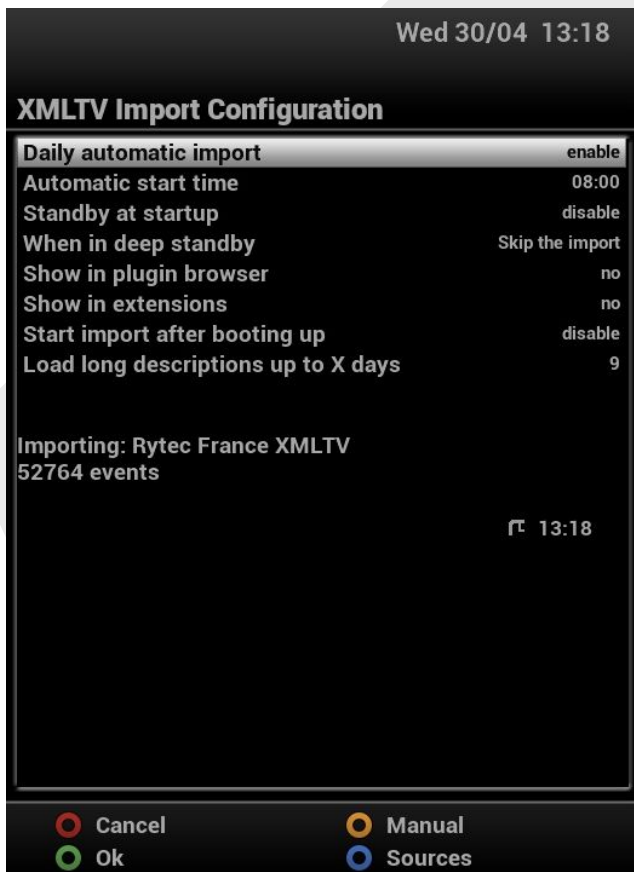 Wed 30/04 13:18
XMLTV Import Configuration
Daily automatic import enable
Automatic start time 08:00
Standby at startup disable
When in deep standby Skip the import
Show in plugin browser no
Show in extensions no
Start import after booting up disable
Load long descriptions up to X days 9
Importing: Rytec France XMLTV
52764 events
13:18
Cancel Manual
Ok Sources